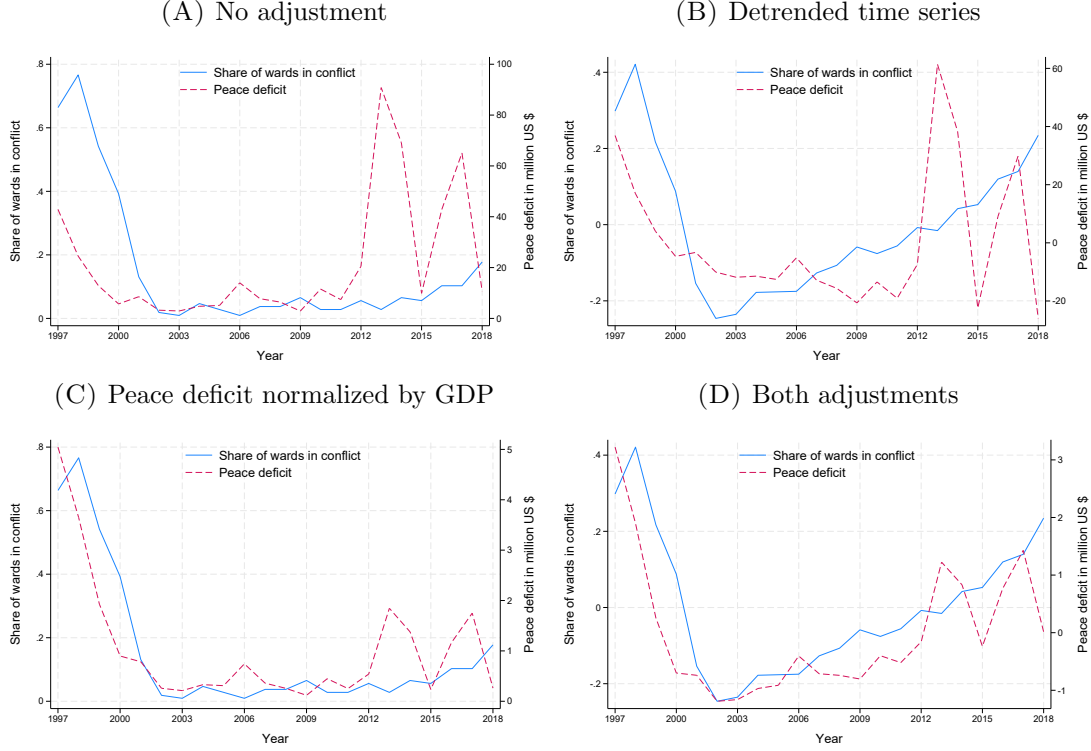 (A) No adjustment
Share of wards in conflict
Peace deficit
.8
.6
.4
.2
0
Share of wards in conflict
100
80
60
40
20
0
Peace deficit in million US $
1997 2000 2003 2006 2009 2012 2015 2018
Year
(B) Detrended time series
Share of wards in conflict
Peace deficit
.4
.2
0
-.2
Share of wards in conflict
60
40
20
0
-20
Peace deficit in million US $
1997 2000 2003 2006 2009 2012 2015 2018
Year
(C) Peace deficit normalized by GDP
Share of wards in conflict
Peace deficit
.8
.6
.4
.2
0
Share of wards in conflict
5
4
3
2
1
0
Peace deficit in million US $
1997 2000 2003 2006 2009 2012 2015 2018
Year
(D) Both adjustments
Share of wards in conflict
Peace deficit
.4
.2
0
-.2
Share of wards in conflict
3
2
1
0
-1
Peace deficit in million US $
1997 2000 2003 2006 2009 2012 2015 2018
Year